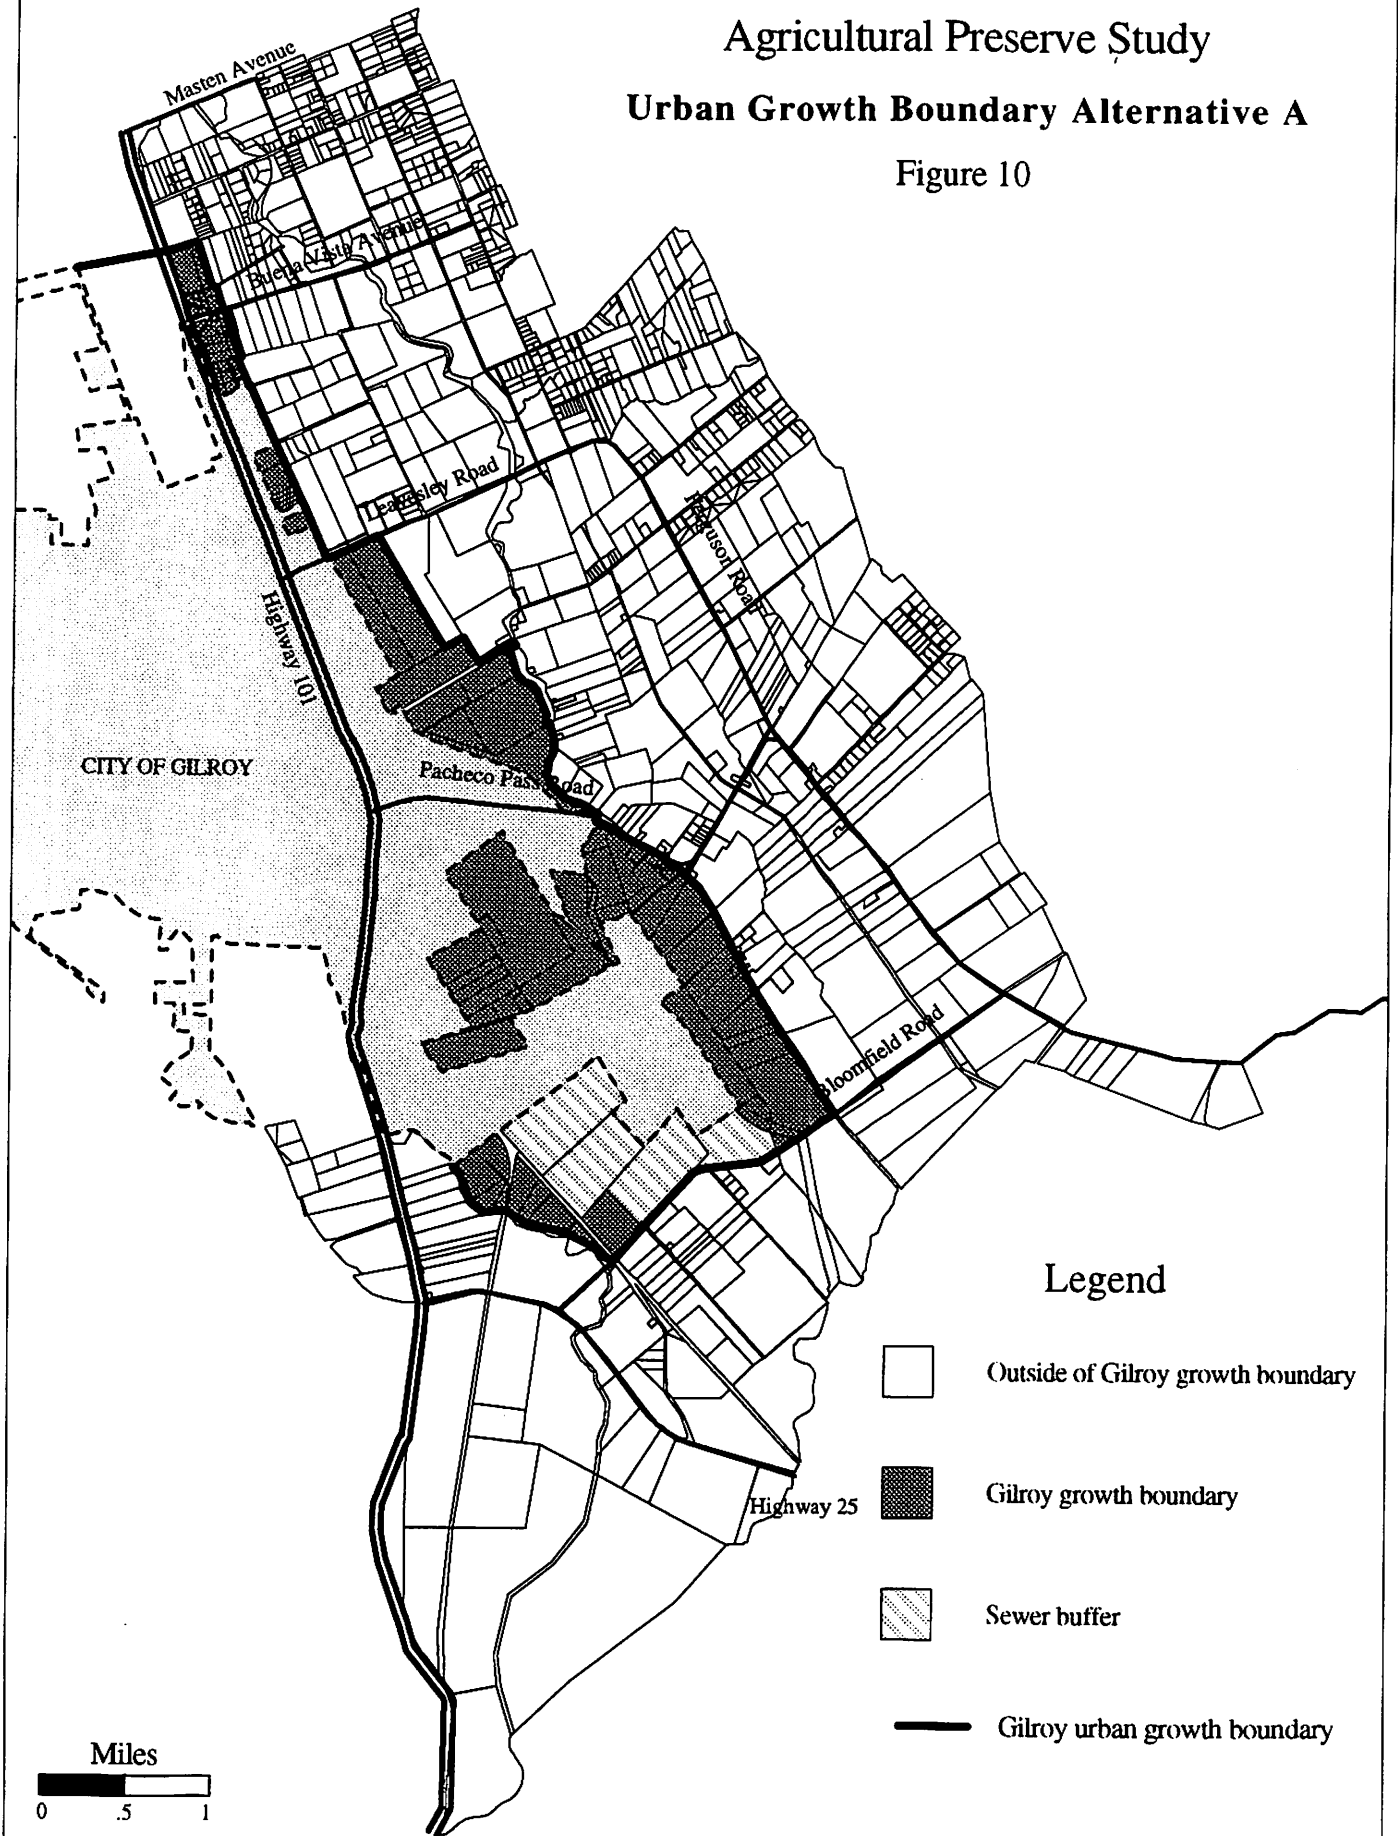 Agricultural Preserve Study
Urban Growth Boundary Alternative A
Figure 10
Masten Avenue
Buena Vista Avenue
Leavesley Road
Ferguson Road
Highway 101
CITY OF GILROY
Pacheco Pass Road
Bloomfield Road
Highway 25
Legend
Outside of Gilroy growth boundary
Gilroy growth boundary
Sewer buffer
Gilroy urban growth boundary
Miles
0 .5 1